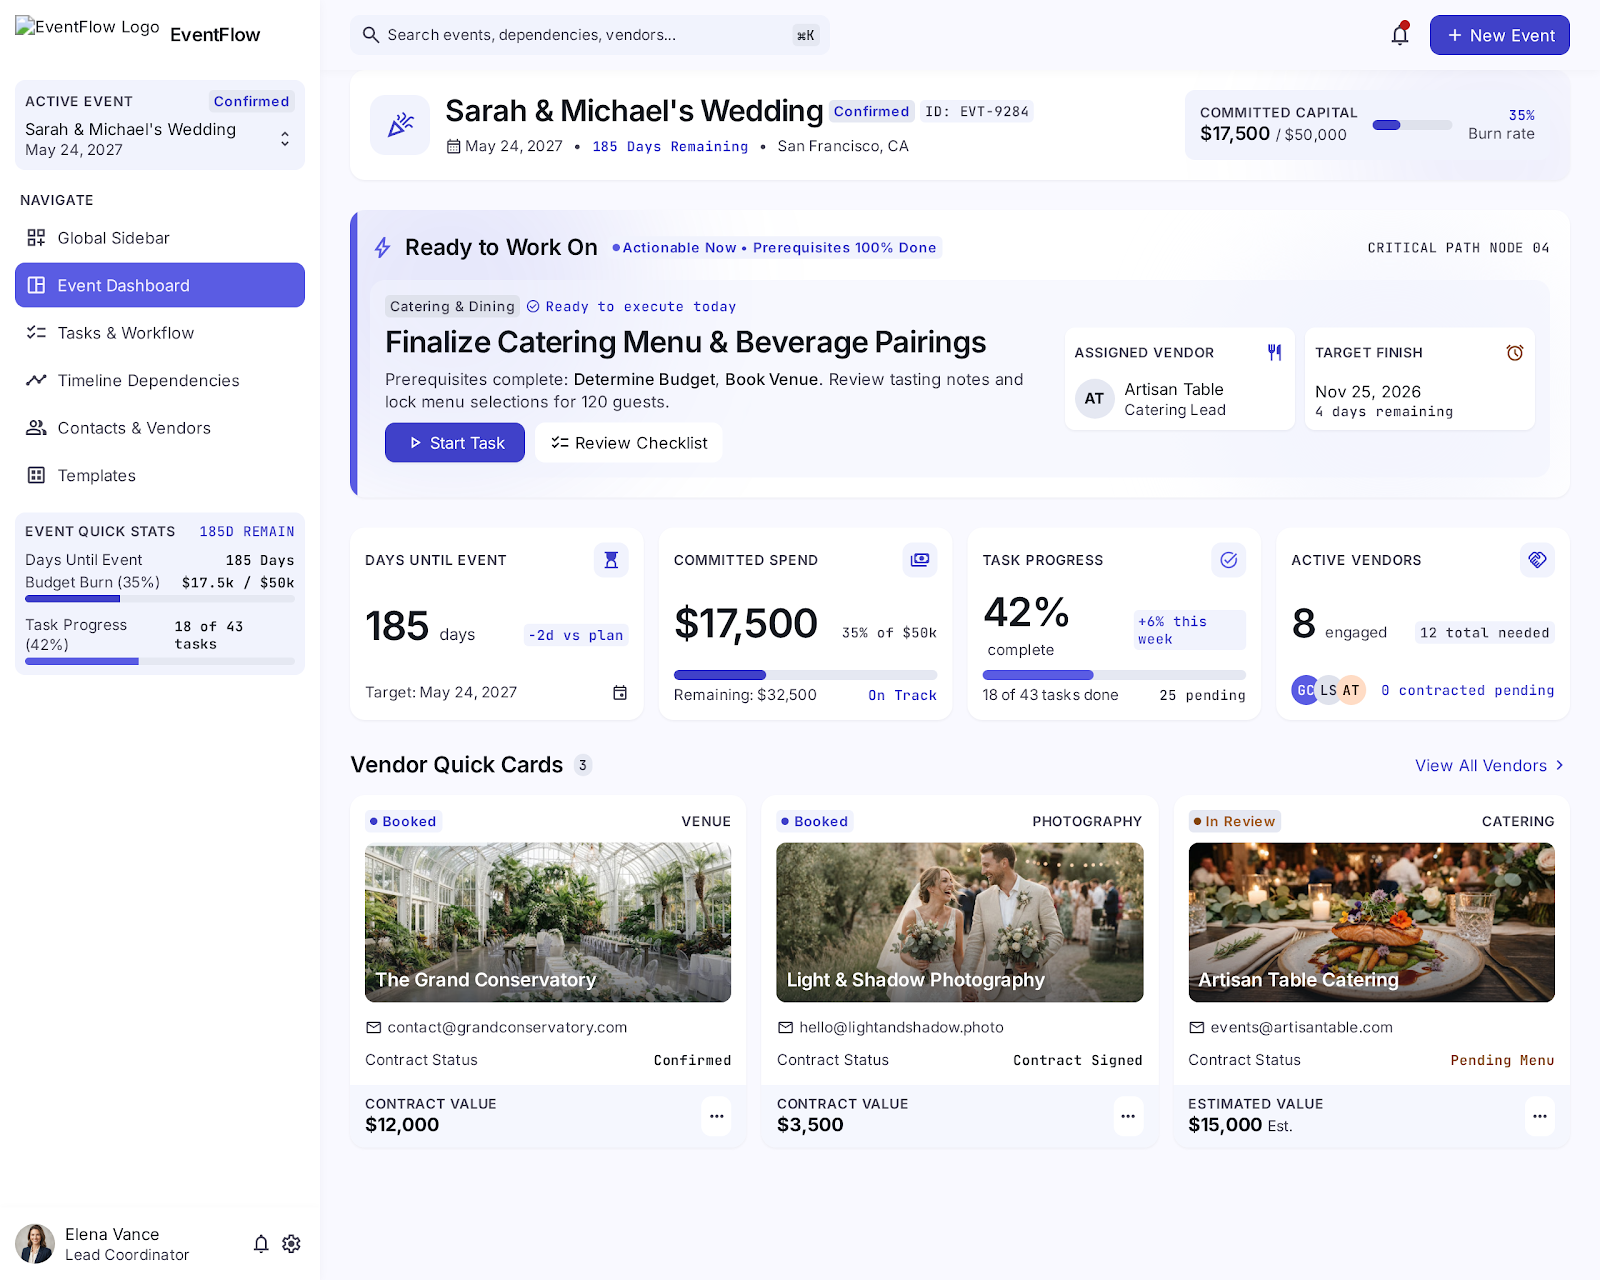 EventFlow Logo
EventFlow
ACTIVE EVENT
Confirmed
Sarah & Michael's Wedding
May 24, 2027
NAVIGATE
Global Sidebar
Event Dashboard
Tasks & Workflow
Timeline Dependencies
Contacts & Vendors
Templates
EVENT QUICK STATS
185D REMAIN
Days Until Event
185 Days
Budget Burn (35%)
$17.5k / $50k
Task Progress
(42%)
18 of 43
tasks
Elena Vance
Lead Coordinator
Search events, dependencies, vendors...
⌘K
New Event
Sarah & Michael's Wedding
Confirmed
ID: EVT-9284
May 24, 2027 • 185 Days Remaining • San Francisco, CA
COMMITTED CAPITAL
$17,500 / $50,000
35%
Burn rate
Ready to Work On
Actionable Now • Prerequisites 100% Done
CRITICAL PATH NODE 04
Catering & Dining
Ready to execute today
Finalize Catering Menu & Beverage Pairings
Prerequisites complete: Determine Budget, Book Venue. Review tasting notes and
lock menu selections for 120 guests.
Start Task
Review Checklist
ASSIGNED VENDOR
AT
Artisan Table
Catering Lead
TARGET FINISH
Nov 25, 2026
4 days remaining
DAYS UNTIL EVENT
185 days
-2d vs plan
Target: May 24, 2027
COMMITTED SPEND
$17,500
35% of $50k
Remaining: $32,500
On Track
TASK PROGRESS
42%
complete
+6% this
week
18 of 43 tasks done
25 pending
ACTIVE VENDORS
8 engaged
12 total needed
GC
LS
AT
0 contracted pending
Vendor Quick Cards
3
View All Vendors
Booked
VENUE
The Grand Conservatory
contact@grandconservatory.com
Contract Status
Confirmed
CONTRACT VALUE
$12,000
Booked
PHOTOGRAPHY
Light & Shadow Photography
hello@lightandshadow.photo
Contract Status
Contract Signed
CONTRACT VALUE
$3,500
In Review
CATERING
Artisan Table Catering
events@artisantable.com
Contract Status
Pending Menu
ESTIMATED VALUE
$15,000 Est.